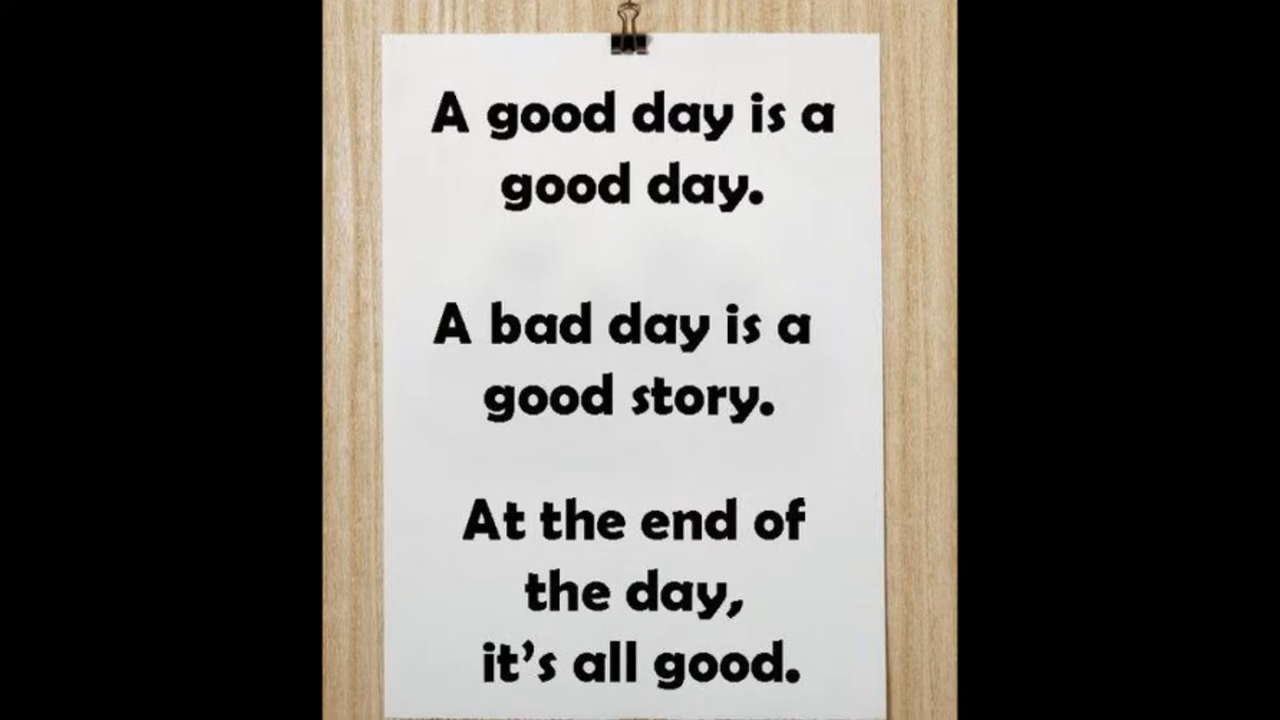 A good day is a
good day.
A bad day is a
good story.
At the end of
the day,
it’s all good.